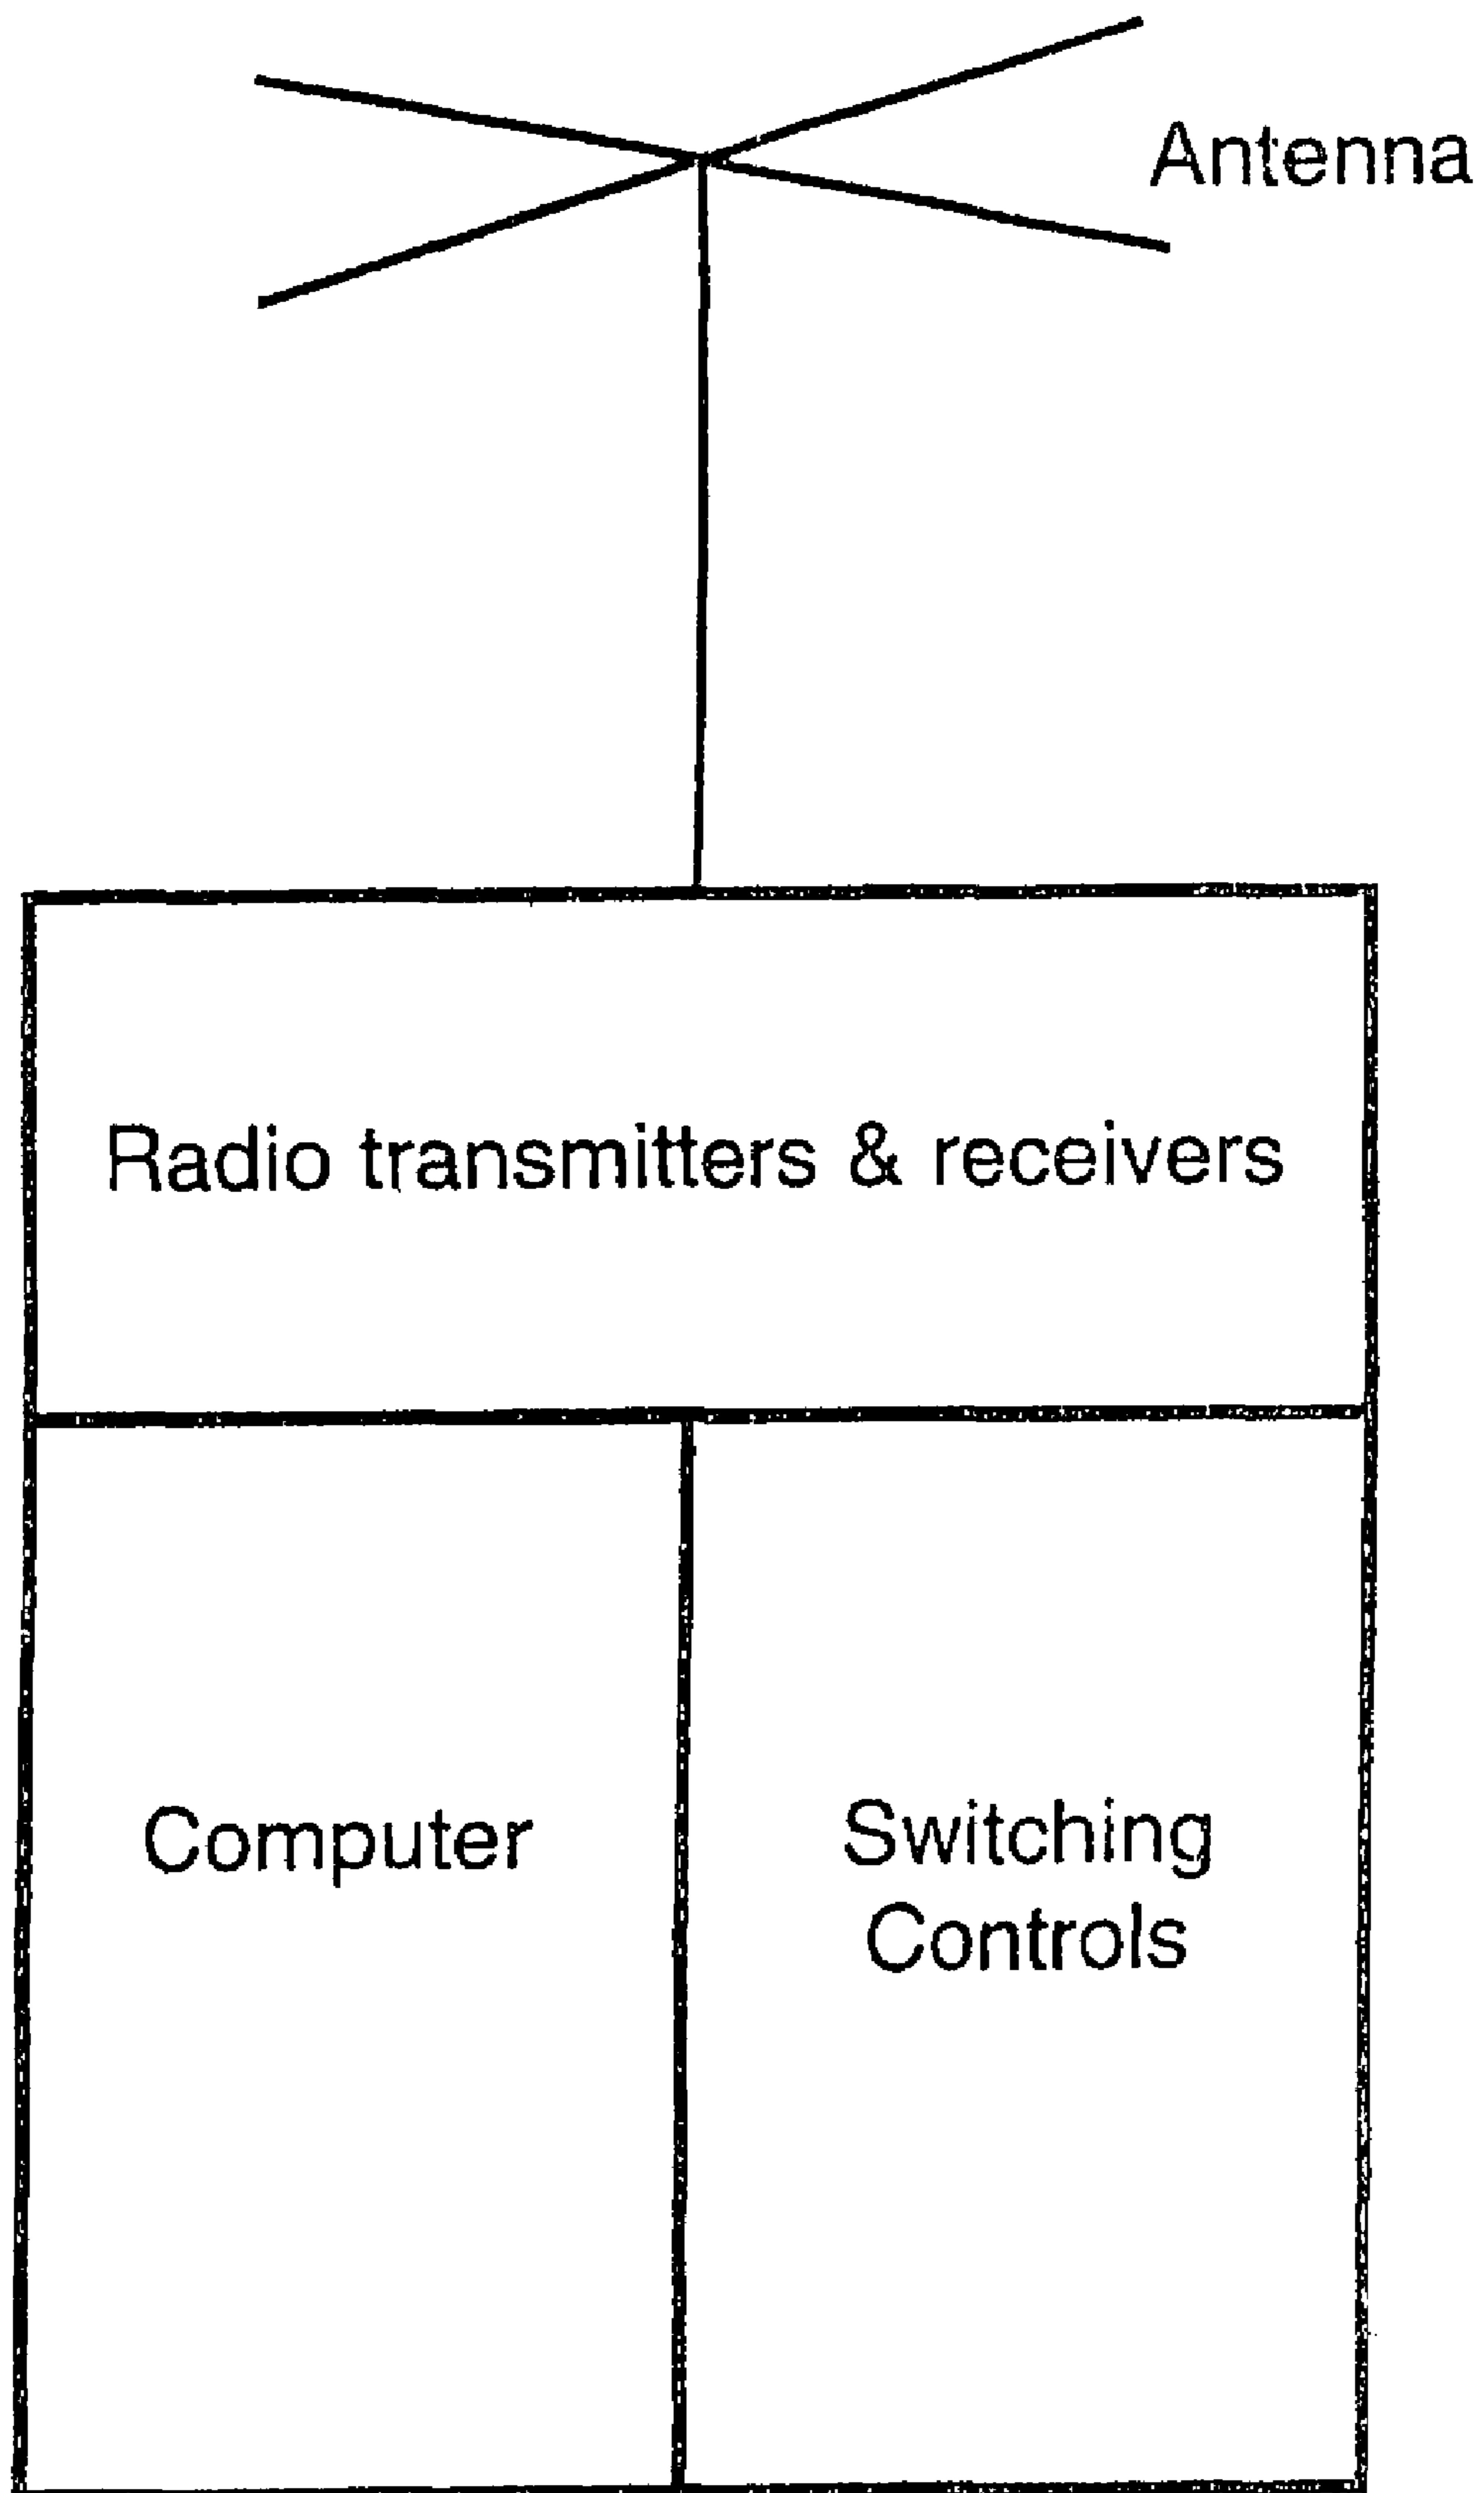 Antenna
Radio transmitters & receivers
Computer
Switching
Controls